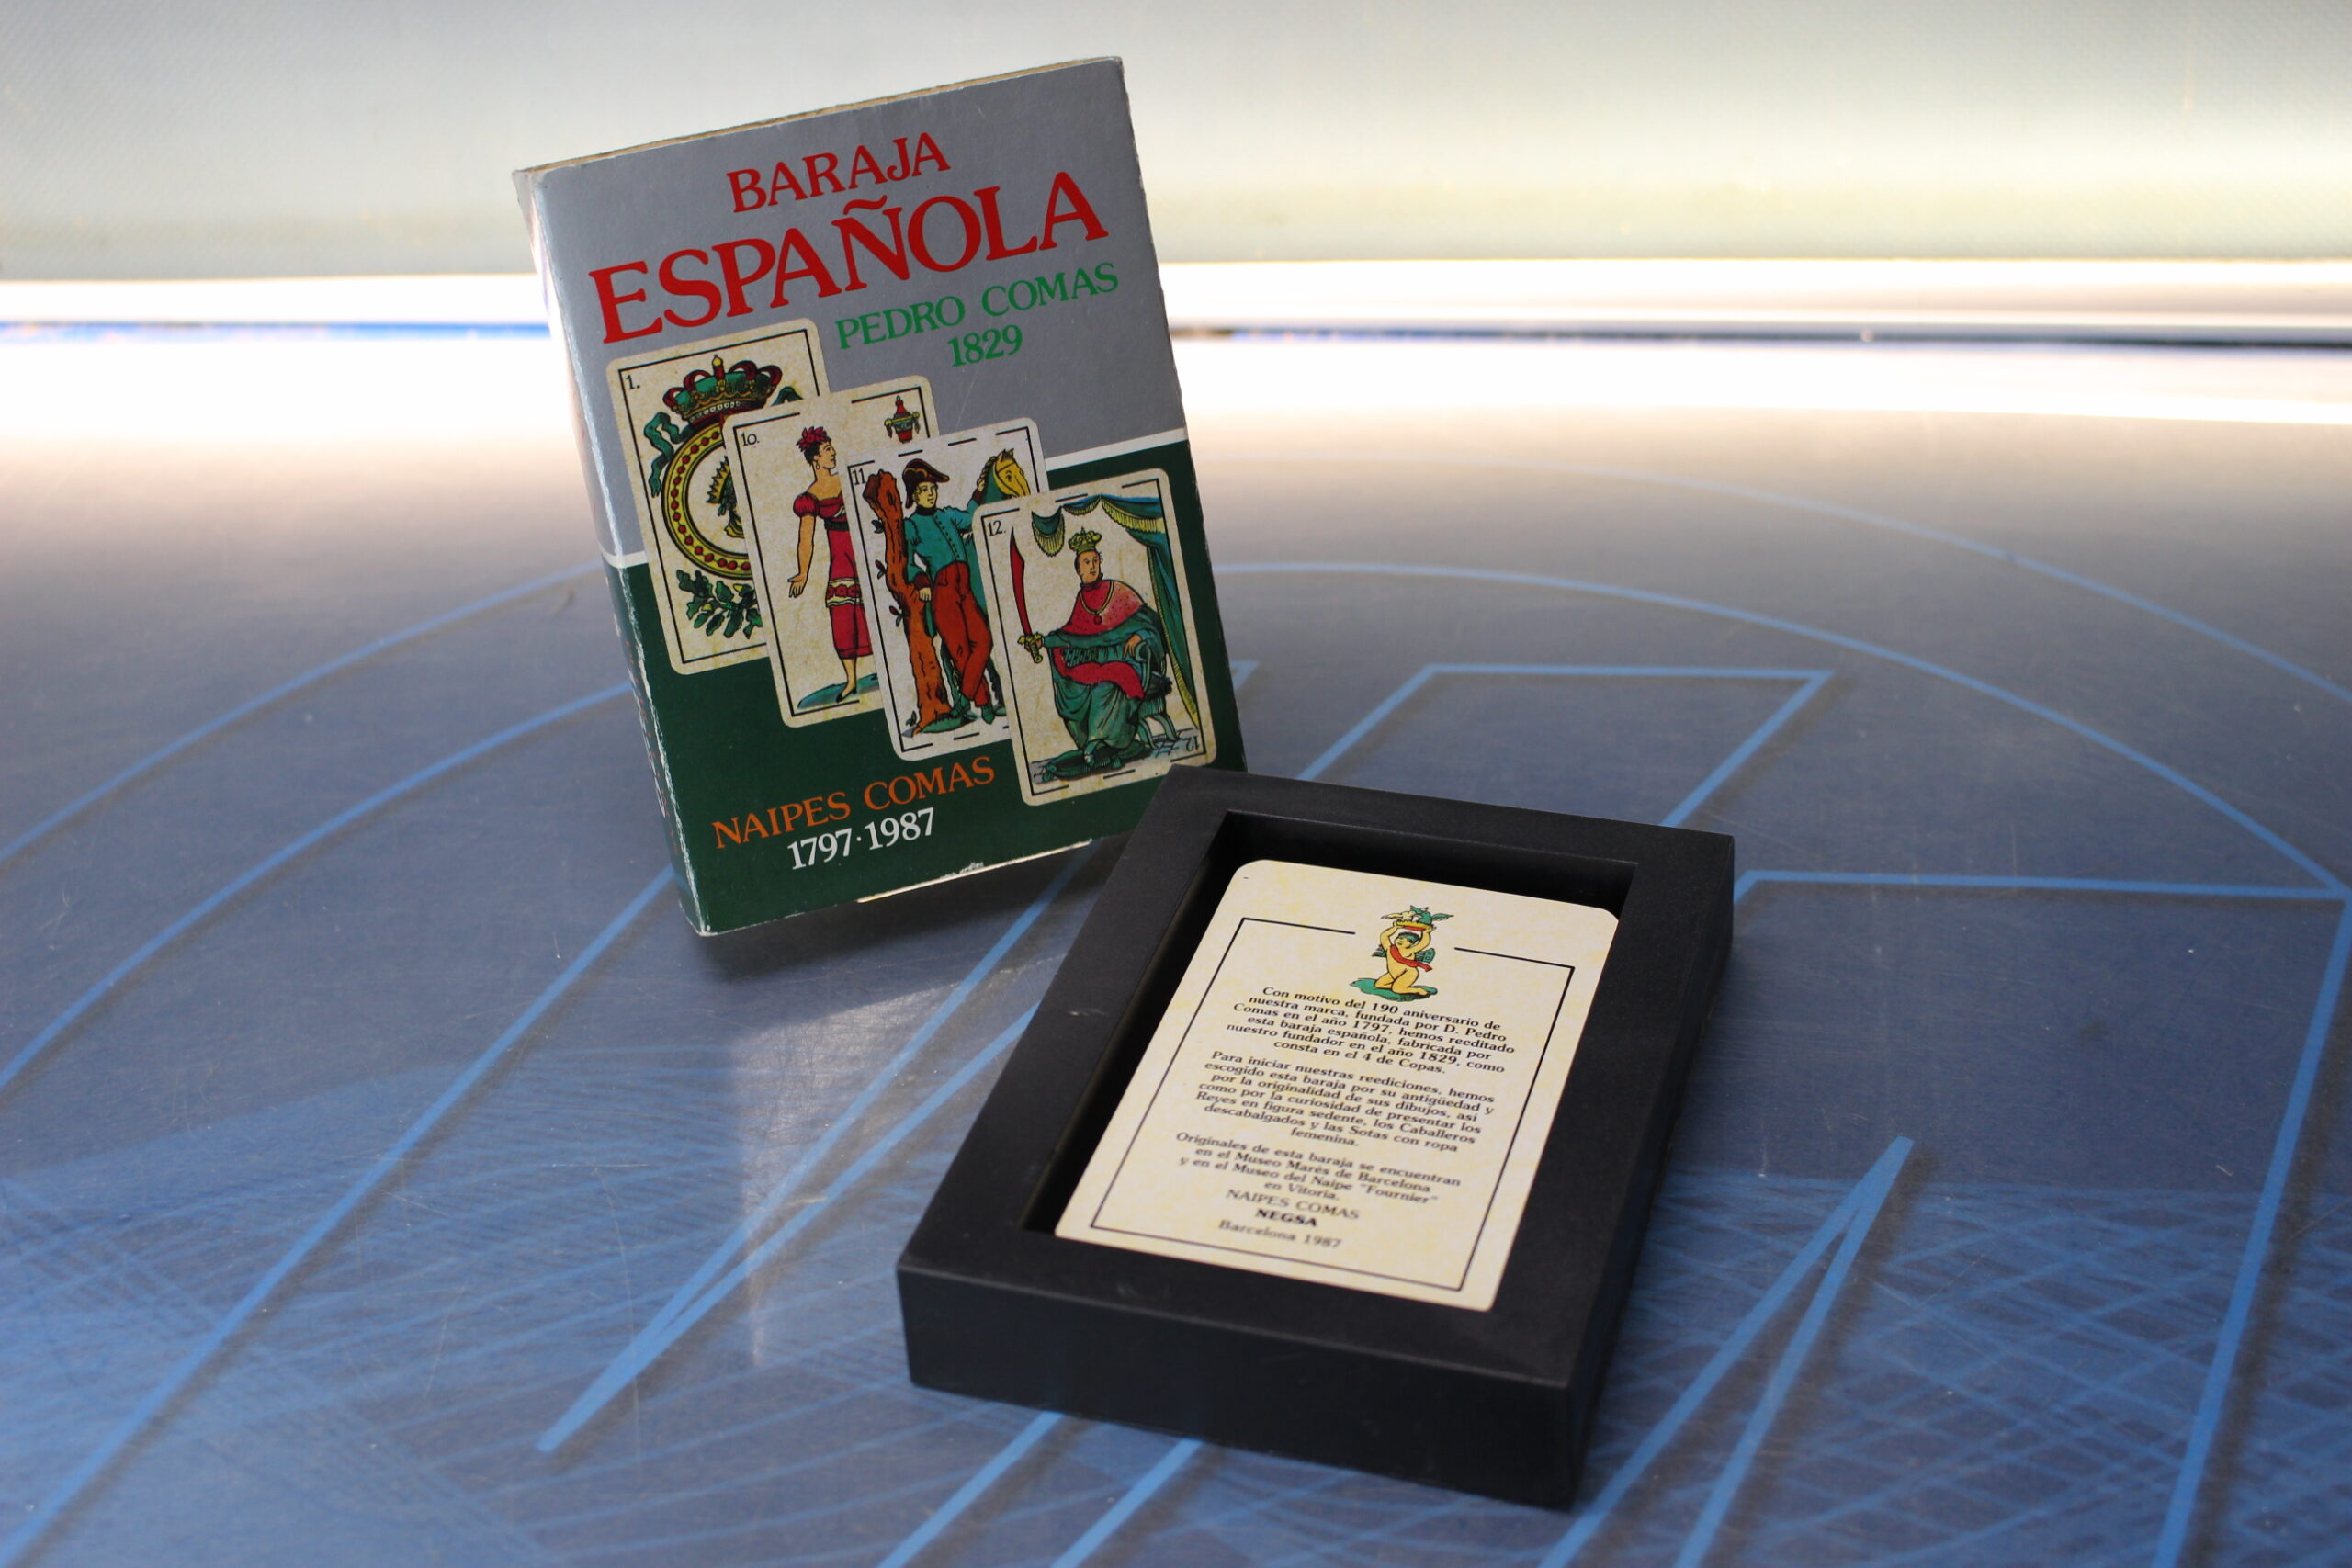 BARAJA
ESPAÑOLA
PEDRO COMAS
1829
1.
10.
11.
12.
12
NAIPES COMAS
1797·1987
Con motivo del 190 aniversario de
nuestra marca, fundada por D. Pedro
Comas en el año 1797, hemos reeditado
esta baraja española, fabricada por
nuestro fundador en el año 1829, como
consta en el 4 de Copas.
Para iniciar nuestras reediciones, hemos
escogido esta baraja por su antigüedad y
por la originalidad de sus dibujos, así
como por la curiosidad de presentar los
Reyes en figura sedente, los Caballeros
descabalgados y las Sotas con ropa
femenina.
Originales de esta baraja se encuentran
en el Museo Marés de Barcelona
y en el Museo del Naipe "Fournier"
en Vitoria.
NAIPES COMAS
NEGSA
Barcelona 1987